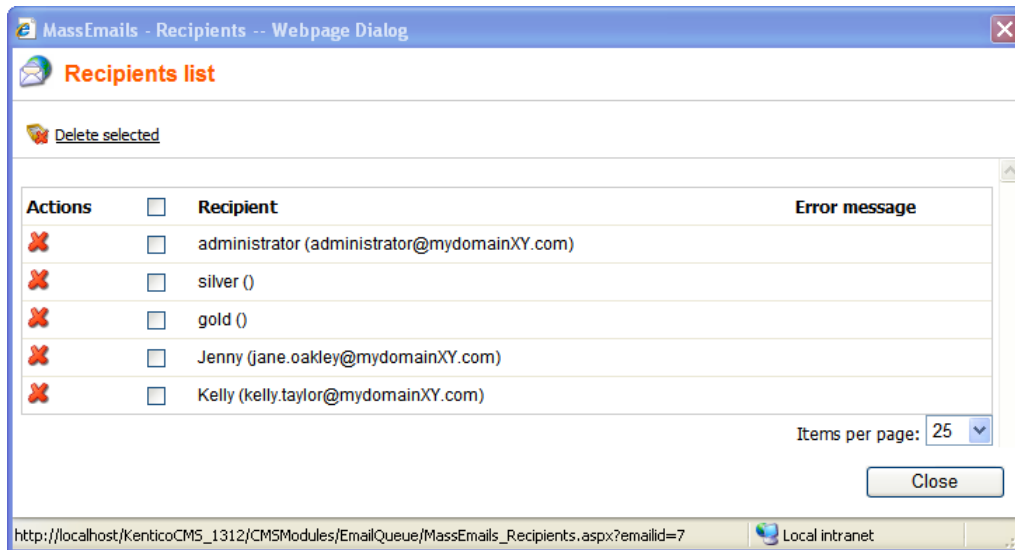 MassEmails - Recipients -- Webpage Dialog
Recipients list
Delete selected
Actions Recipient Error message
administrator (administrator@mydomainXY.com)
silver ()
gold ()
Jenny (jane.oakley@mydomainXY.com)
Kelly (kelly.taylor@mydomainXY.com)
Items per page: 25
Close
http://localhost/KenticoCMS_1312/CMSModules/EmailQueue/MassEmails_Recipients.aspx?emailid=7 Local intranet